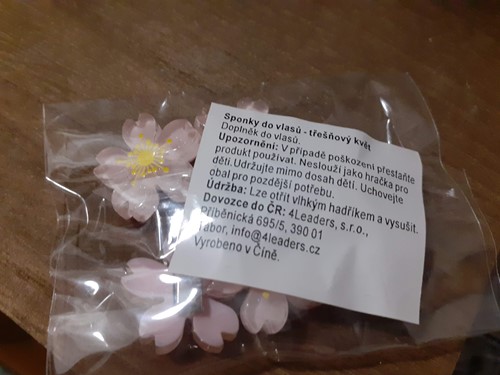 Sponky do vlasů - třešňový květ
Doplněk do vlasů.
Upozornění: V případě poškození přestaňte
produkt používat. Neslouží jako hračka pro
děti. Udržujte mimo dosah dětí. Uchovejte
obal pro pozdější potřebu.
Údržba: Lze otřít vlhkým hadříkem a vysušit.
Dovozce do ČR: 4Leaders, s.r.o.,
Příběnická 695/5, 390 01
Tábor, info@4leaders.cz
Vyrobeno v Číně.